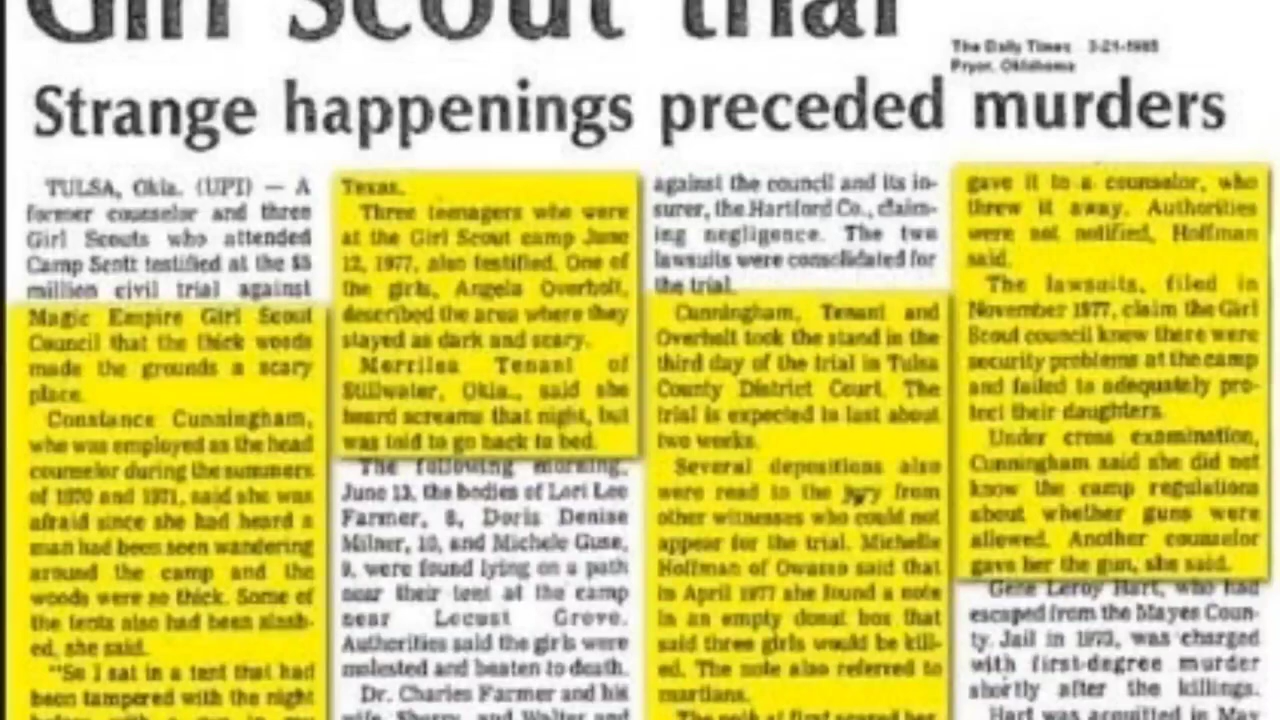 Girl Scout trial
The Daily Times 3-21-1985
Pryor, Oklahoma
Strange happenings preceded murders
TULSA, Okla. (UPI) — A
former counselor and three
Girl Scouts who attended
Camp Scott testified at the $5
million civil trial against
Magic Empire Girl Scout
Council that the thick woods
made the grounds a scary
place.
Constance Cunningham,
who was employed as the head
counselor during the summers
of 1970 and 1971, said she was
afraid since she had heard a
man had been seen wandering
around the camp and the
woods were so thick. Some of
the tents also had been slash-
ed, she said.
"So I sat in a tent that had
been tampered with the night
before with a gun in my
Texas.
Three teenagers who were
at the Girl Scout camp June
12, 1977, also testified. One of
the girls, Angela Overholt,
described the area where they
stayed as dark and scary.
Merrilea Tenant of
Stillwater, Okla., said she
heard screams that night, but
was told to go back to bed.
The following morning,
June 13, the bodies of Lori Lee
Farmer, 8, Doris Denise
Milner, 10, and Michele Guse,
9, were found lying on a path
near their tent at the camp
near Locust Grove.
Authorities said the girls were
molested and beaten to death.
Dr. Charles Farmer and his
wife, Sherry, and Walter and
against the council and its in-
surer, the Hartford Co., claim-
ing negligence. The two
lawsuits were consolidated for
the trial.
Cunningham, Tenant and
Overholt took the stand in the
third day of the trial in Tulsa
County District Court. The
trial is expected to last about
two weeks.
Several depositions also
were read to the jury from
other witnesses who could not
appear for the trial. Michelle
Hoffman of Owasso said that
in April 1977 she found a note
in an empty donut box that
said three girls would be kill-
ed. The note also referred to
martians.
The note at first scared her,
gave it to a counselor, who
threw it away. Authorities
were not notified, Hoffman
said.
The lawsuits, filed in
November 1977, claim the Girl
Scout council knew there were
security problems at the camp
and failed to adequately pro-
tect their daughters.
Under cross examination,
Cunningham said she did not
know the camp regulations
about whether guns were
allowed. Another counselor
gave her the gun, she said.
Gene Leroy Hart, who had
escaped from the Mayes Coun-
ty Jail in 1973, was charged
with first-degree murder
shortly after the killings.
Hart was acquitted in May